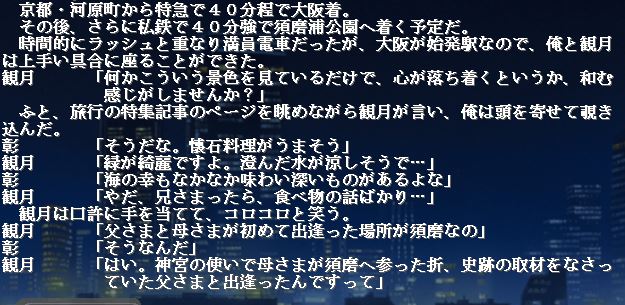 京都・河原町から特急で４０分程で大阪着。
その後、さらに私鉄で４０分強で須磨浦公園へ着く予定だ。
時間的にラッシュと重なり満員電車だったが、大阪が始発駅なので、俺と観月
は上手い具合に座ることができた。
観月　「何かこういう景色を見ているだけで、心が落ち着くというか、和む
感じがしませんか？」
ふと、旅行の特集記事のページを眺めながら観月が言い、俺は頭を寄せて覗き
込んだ。
彰　「そうだな。懐石料理がうまそう」
観月　「緑が綺麗ですよ。澄んだ水が涼しそうで…」
彰　「海の幸もなかなか味わい深いものがあるよな」
観月　「やだ、兄さまったら、食べ物の話ばかり…」
観月は口許に手を当てて、コロコロと笑う。
観月　「父さまと母さまが初めて出逢った場所が須磨なの」
彰　「そうなんだ」
観月　「はい。神宮の使いで母さまが須磨へ参った折、史跡の取材をなさっ
ていた父さまと出逢ったんですって」